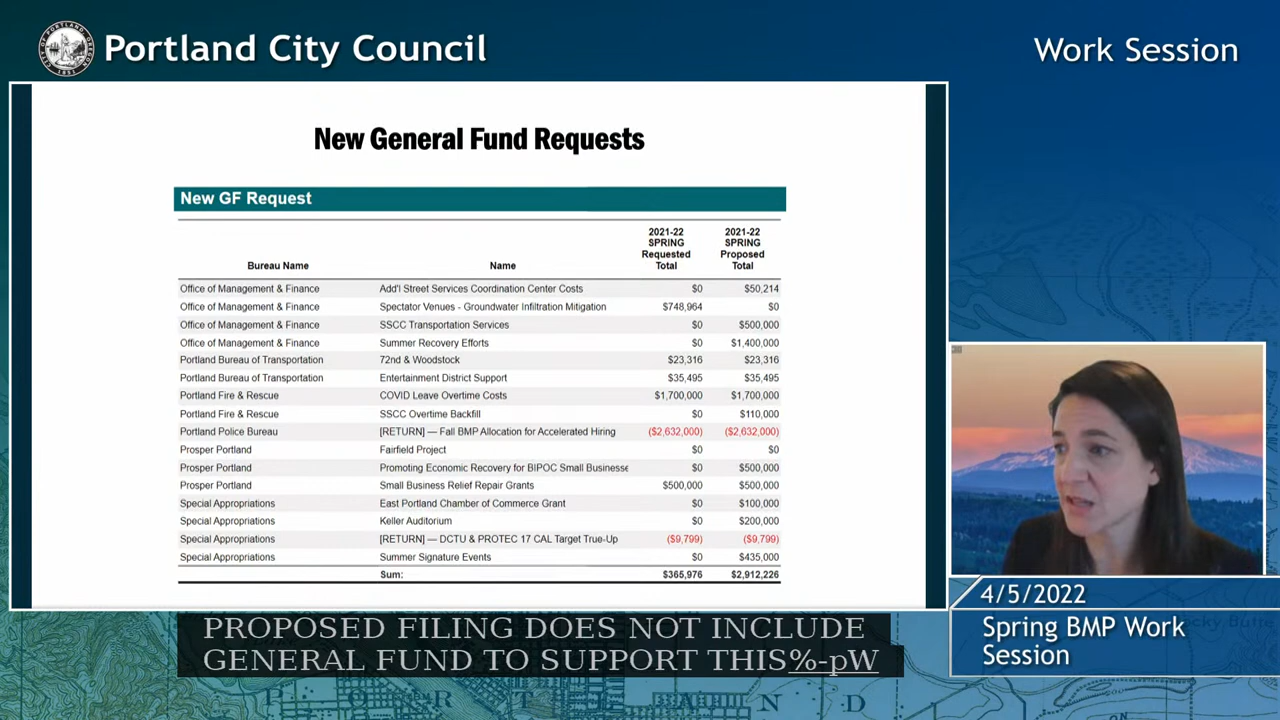 Portland City Council
Work Session
New General Fund Requests
New GF Request
Bureau Name Name 2021-22 SPRING Requested Total 2021-22 SPRING Proposed Total
Office of Management & Finance Add'l Street Services Coordination Center Costs $0 $50,214
Office of Management & Finance Spectator Venues - Groundwater Infiltration Mitigation $748,964 $0
Office of Management & Finance SSCC Transportation Services $0 $500,000
Office of Management & Finance Summer Recovery Efforts $0 $1,400,000
Portland Bureau of Transportation 72nd & Woodstock $23,316 $23,316
Portland Bureau of Transportation Entertainment District Support $35,495 $35,495
Portland Fire & Rescue COVID Leave Overtime Costs $1,700,000 $1,700,000
Portland Fire & Rescue SSCC Overtime Backfill $0 $110,000
Portland Police Bureau [RETURN] — Fall BMP Allocation for Accelerated Hiring ($2,632,000) ($2,632,000)
Prosper Portland Fairfield Project $0 $0
Prosper Portland Promoting Economic Recovery for BIPOC Small Businesse $0 $500,000
Prosper Portland Small Business Relief Repair Grants $500,000 $500,000
Special Appropriations East Portland Chamber of Commerce Grant $0 $100,000
Special Appropriations Keller Auditorium $0 $200,000
Special Appropriations [RETURN] — DCTU & PROTEC 17 CAL Target True-Up ($9,799) ($9,799)
Special Appropriations Summer Signature Events $0 $435,000
Sum: $365,976 $2,912,226
4/5/2022
Spring BMP Work
Session
PROPOSED FILING DOES NOT INCLUDE
GENERAL FUND TO SUPPORT THIS%-pW